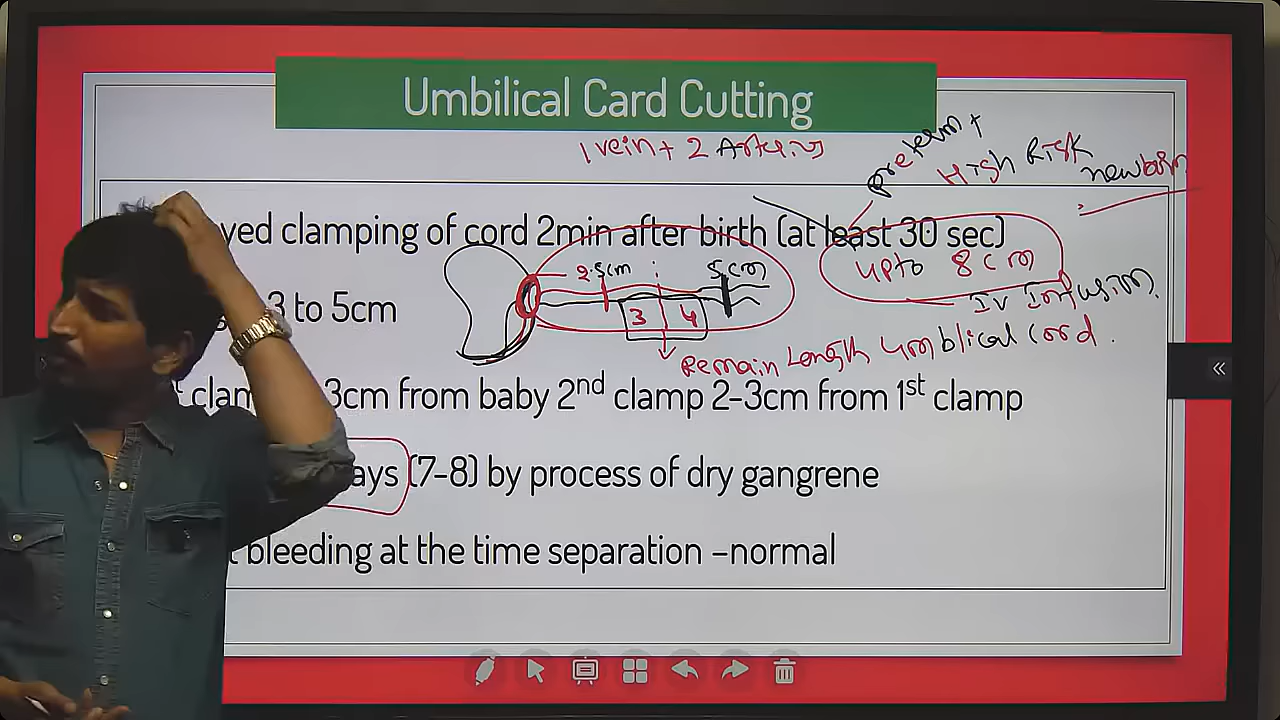 Umbilical Card Cutting
1 vein + 2 Arteries
preterm +
High Risk newborn
yed clamping of cord 2min after birth (at least 30 sec)
upto 8cm
2.5cm
5cm
IV Infusion.
3 to 5cm
3 4
Remain Length Umblical cord.
clam 3cm from baby 2nd clamp 2-3cm from 1st clamp
ays (7-8) by process of dry gangrene
bleeding at the time separation –normal